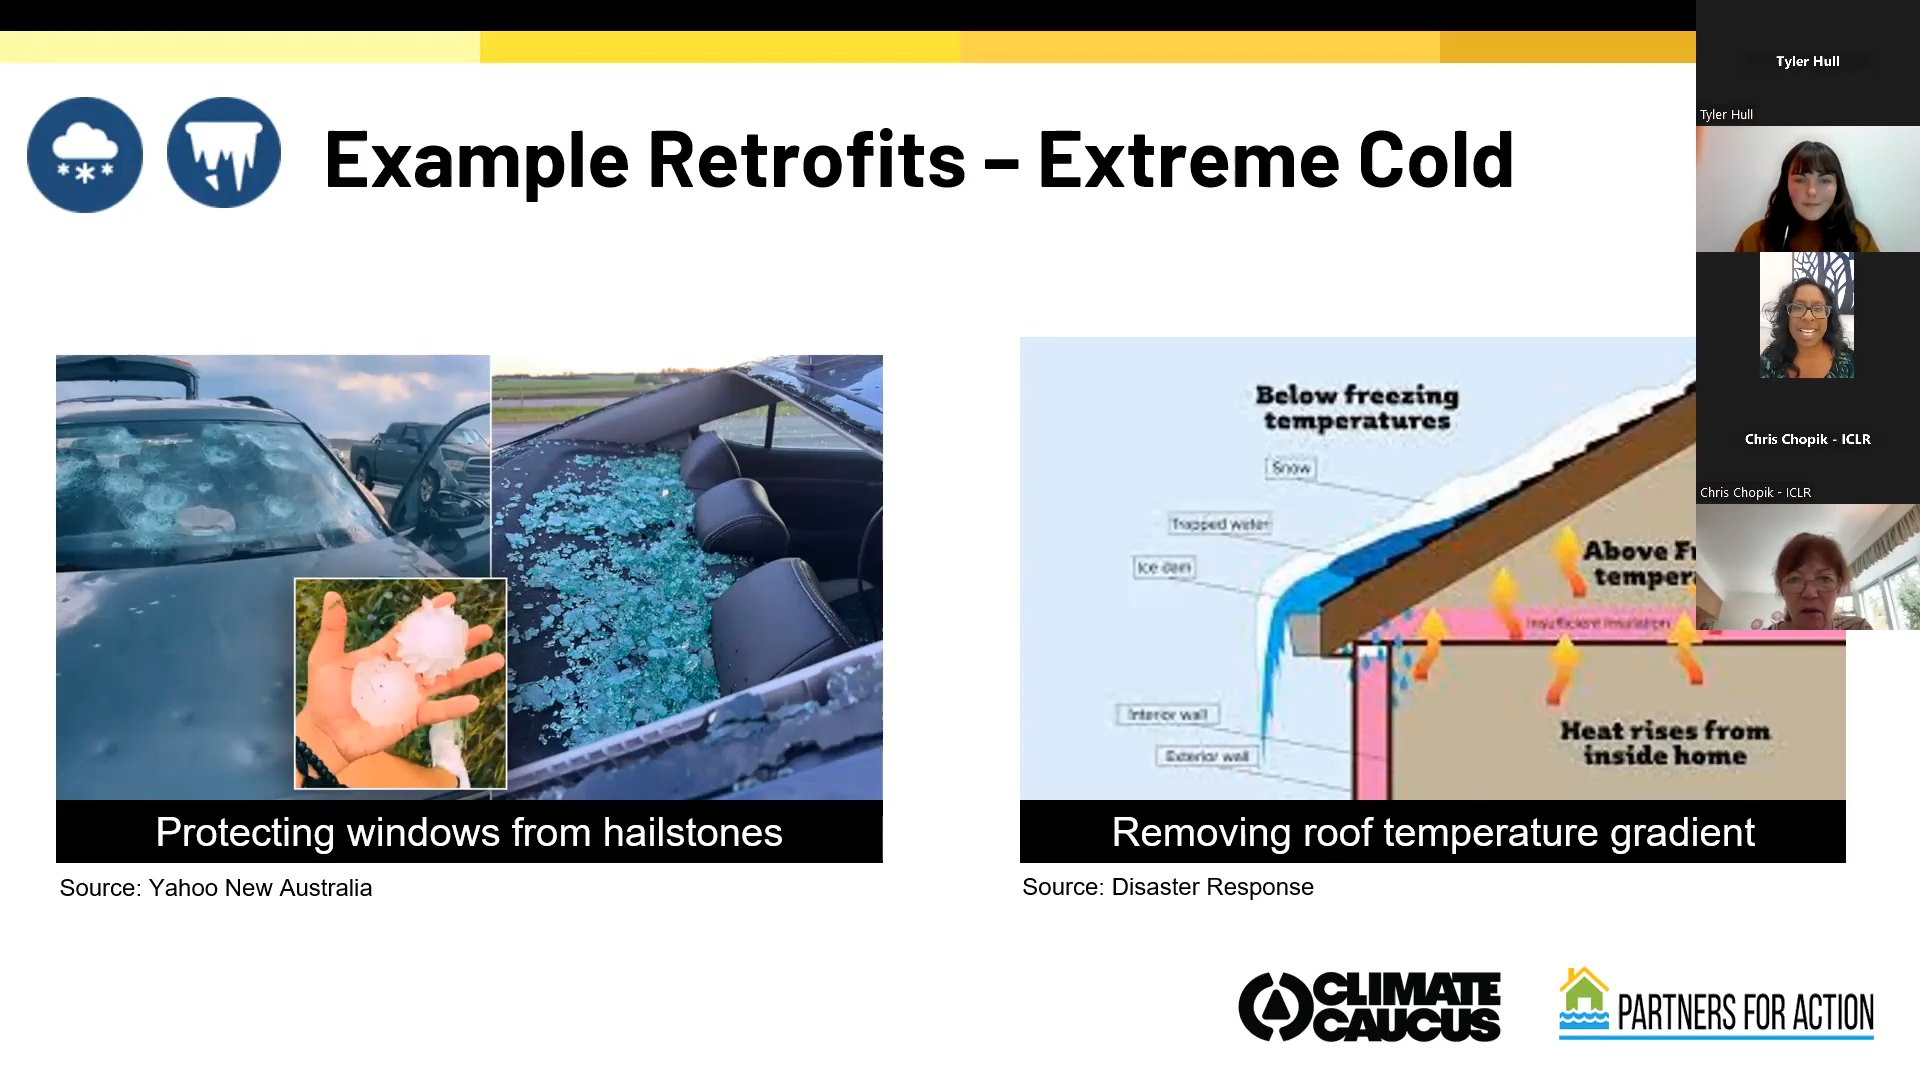 Example Retrofits – Extreme Cold
Below freezing
temperatures
Snow
Trapped water
Ice dam
Above
Insufficient insulation
Interior wall
Exterior wall
Heat rises from
inside home
Protecting windows from hailstones
Removing roof temperature gradient
Source: Yahoo New Australia
Source: Disaster Response
CLIMATE
CAUCUS
PARTNERS FOR ACTION
Tyler Hull
Tyler Hull
Chris Chopik - ICLR
Chris Chopik - ICLR